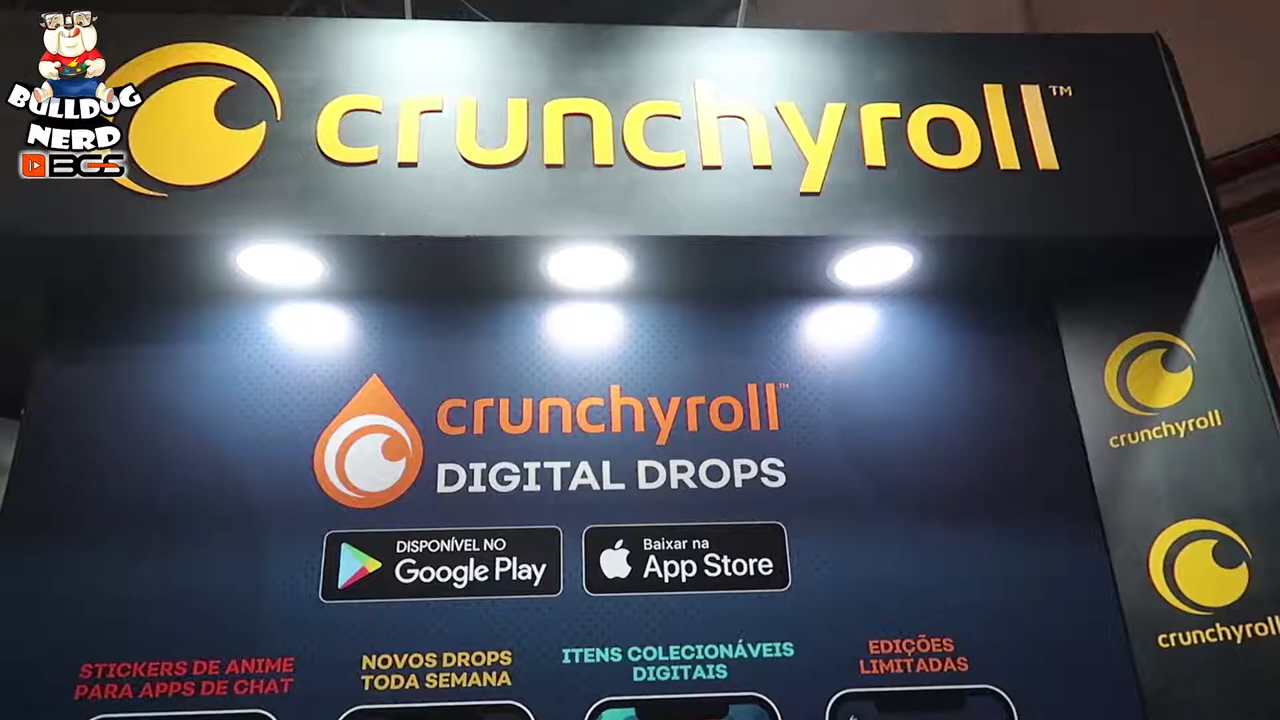 BULLDOG
NERD
BGS
crunchyroll™
crunchyroll™
DIGITAL DROPS
DISPONÍVEL NO
Google Play
Baixar na
App Store
STICKERS DE ANIME
PARA APPS DE CHAT
NOVOS DROPS
TODA SEMANA
ITENS COLECIONÁVEIS
DIGITAIS
EDIÇÕES
LIMITADAS
crunchyroll
crunchyroll